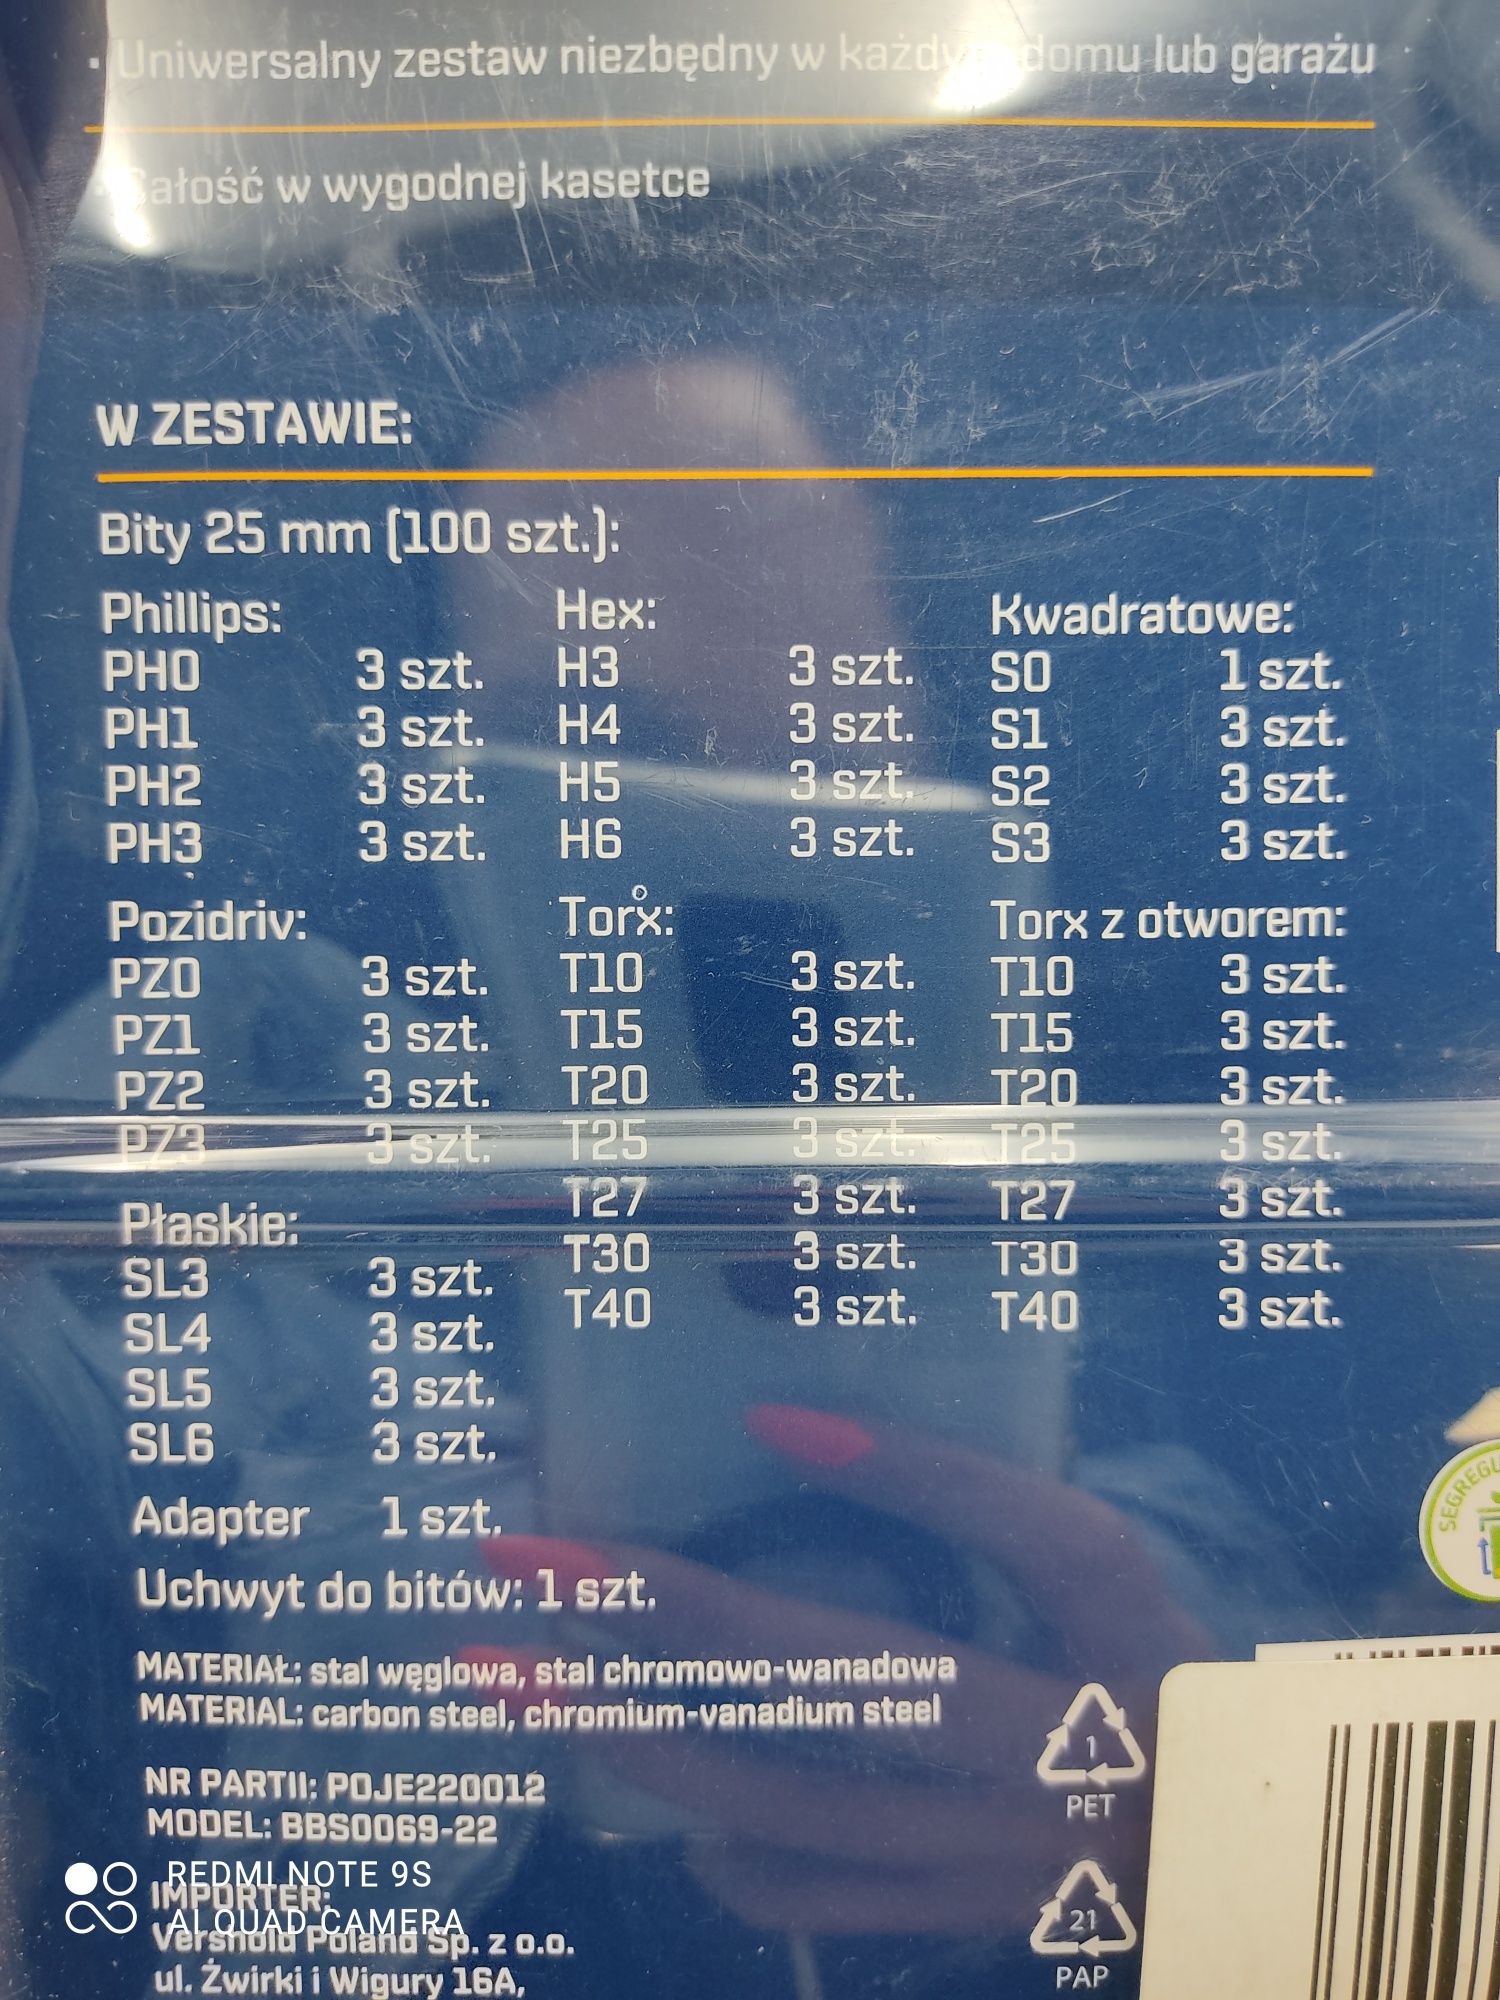 · Uniwersalny zestaw niezbędny w każdy domu lub garażu
· Całość w wygodnej kasetce
W ZESTAWIE:
Bity 25 mm (100 szt.):
Phillips:
PH0 3 szt.
PH1 3 szt.
PH2 3 szt.
PH3 3 szt.
Pozidriv:
PZ0 3 szt.
PZ1 3 szt.
PZ2 3 szt.
PZ3 3 szt.
Płaskie:
SL3 3 szt.
SL4 3 szt.
SL5 3 szt.
SL6 3 szt.
Hex:
H3 3 szt.
H4 3 szt.
H5 3 szt.
H6 3 szt.
Torx:
T10 3 szt.
T15 3 szt.
T20 3 szt.
T25 3 szt.
T27 3 szt.
T30 3 szt.
T40 3 szt.
Kwadratowe:
S0 1 szt.
S1 3 szt.
S2 3 szt.
S3 3 szt.
Torx z otworem:
T10 3 szt.
T15 3 szt.
T20 3 szt.
T25 3 szt.
T27 3 szt.
T30 3 szt.
T40 3 szt.
Adapter 1 szt.
Uchwyt do bitów: 1 szt.
MATERIAŁ: stal węglowa, stal chromowo-wanadowa
MATERIAL: carbon steel, chromium-vanadium steel
NR PARTII: POJE220012
MODEL: BBS0069-22
IMPORTER:
Vershold Poland Sp. z o.o.
ul. Żwirki i Wigury 16A,
1
PET
21
PAP
REDMI NOTE 9S
AI QUAD CAMERA